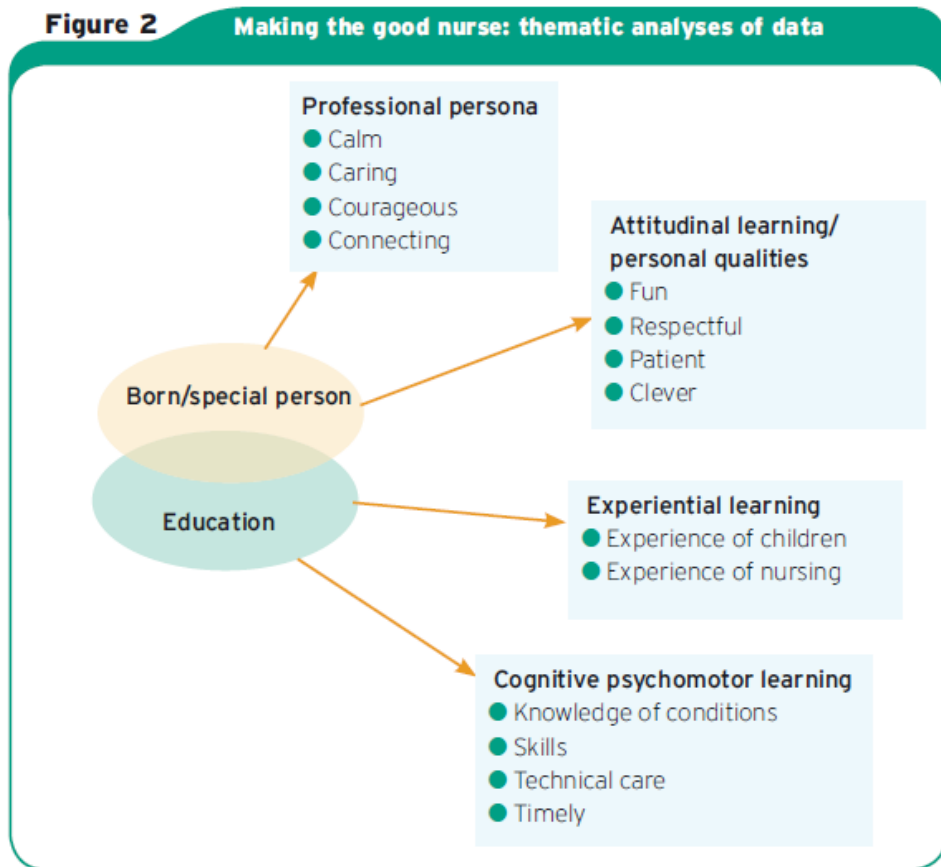 Figure 2
Making the good nurse: thematic analyses of data
Professional persona
Calm
Caring
Courageous
Connecting
Attitudinal learning/
personal qualities
Fun
Respectful
Patient
Clever
Born/special person
Education
Experiential learning
Experience of children
Experience of nursing
Cognitive psychomotor learning
Knowledge of conditions
Skills
Technical care
Timely